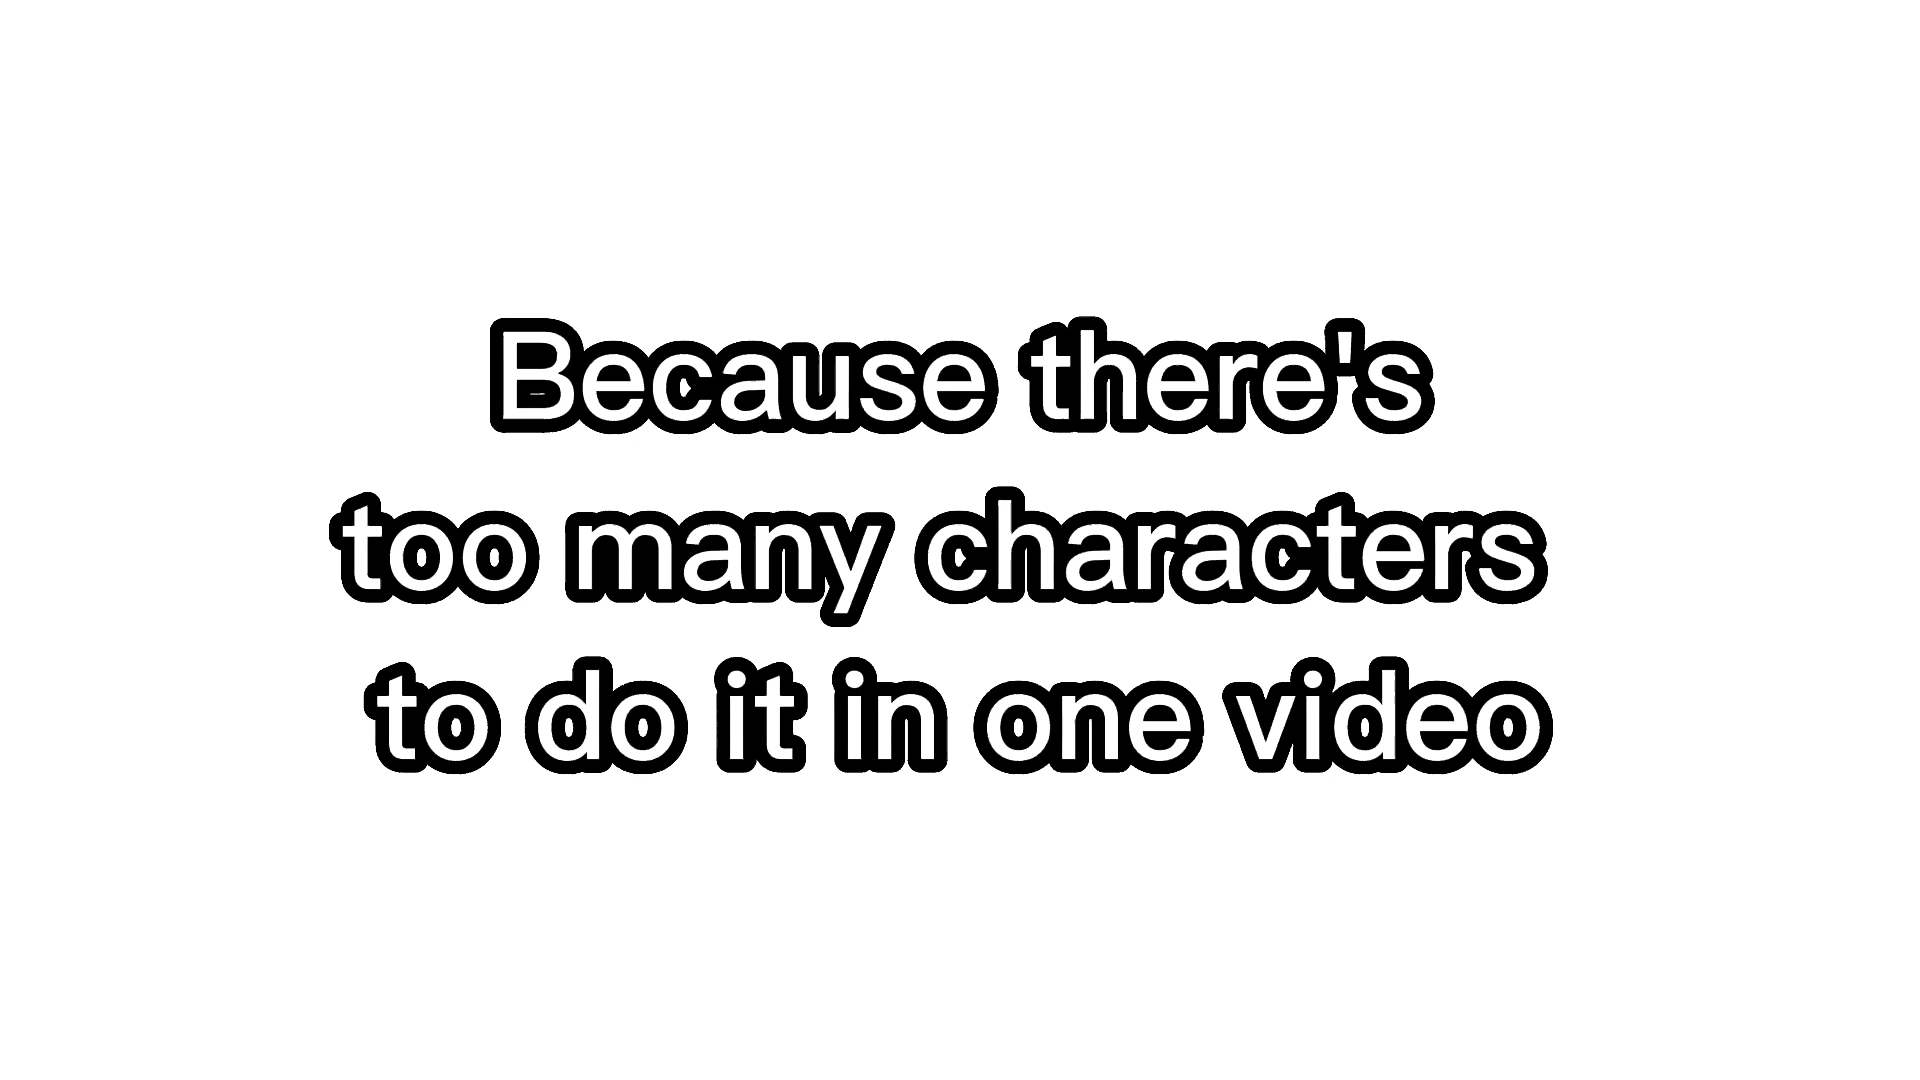 Because there's
too many characters
to do it in one video